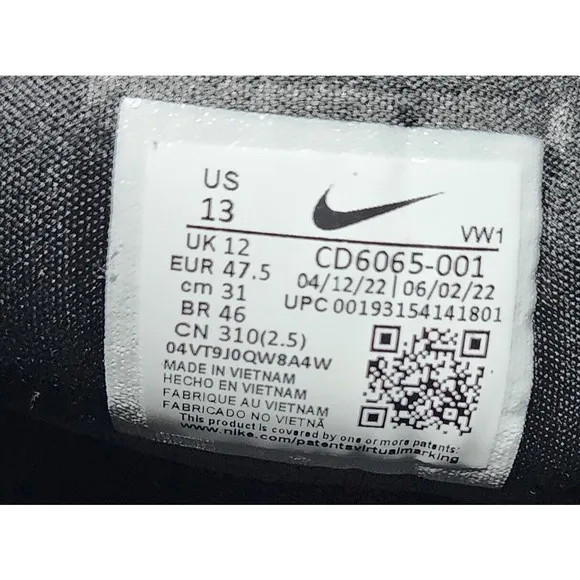 US
13
VW1
UK 12
CD6065-001
EUR 47.5
04/12/22 | 06/02/22
cm 31
UPC 00193154141801
BR 46
CN 310(2.5)
04VT9J0QW8A4W
MADE IN VIETNAM
HECHO EN VIETNAM
FABRIQUE AU VIETNAM
FABRICADO NO VIETNÃ
This product is covered by one or more patents:
www.nike.com/patentsvirtualmarking